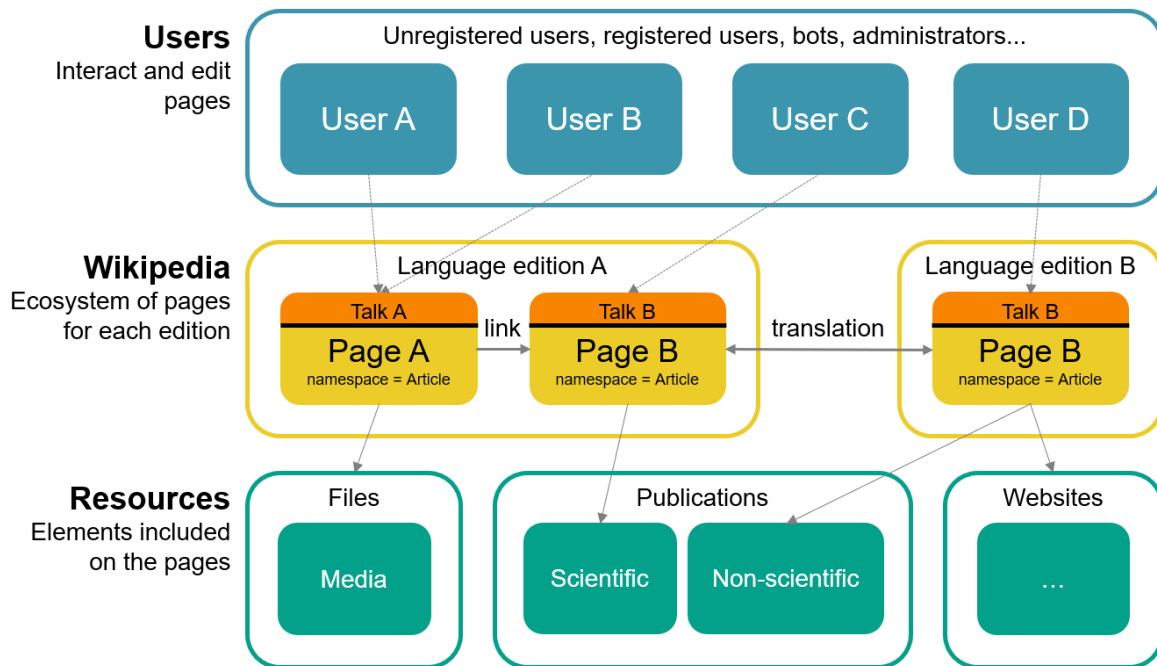 Users
Interact and edit
pages
Unregistered users, registered users, bots, administrators...
User A
User B
User C
User D
Wikipedia
Ecosystem of pages
for each edition
Language edition A
Talk A
Page A
namespace = Article
link
Talk B
Page B
namespace = Article
translation
Language edition B
Talk B
Page B
namespace = Article
Resources
Elements included
on the pages
Files
Media
Publications
Scientific
Non-scientific
Websites
...